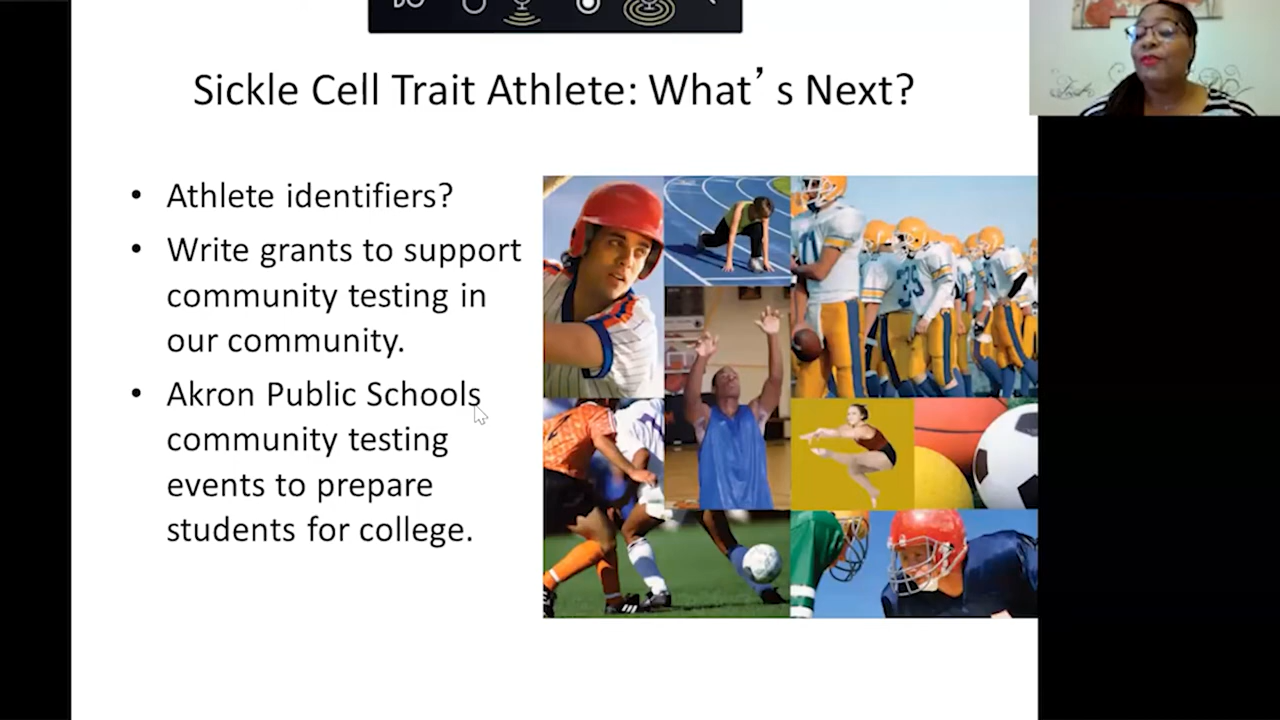 Sickle Cell Trait Athlete: What's Next?
• Athlete identifiers?
• Write grants to support
community testing in
our community.
• Akron Public Schools
community testing
events to prepare
students for college.
39